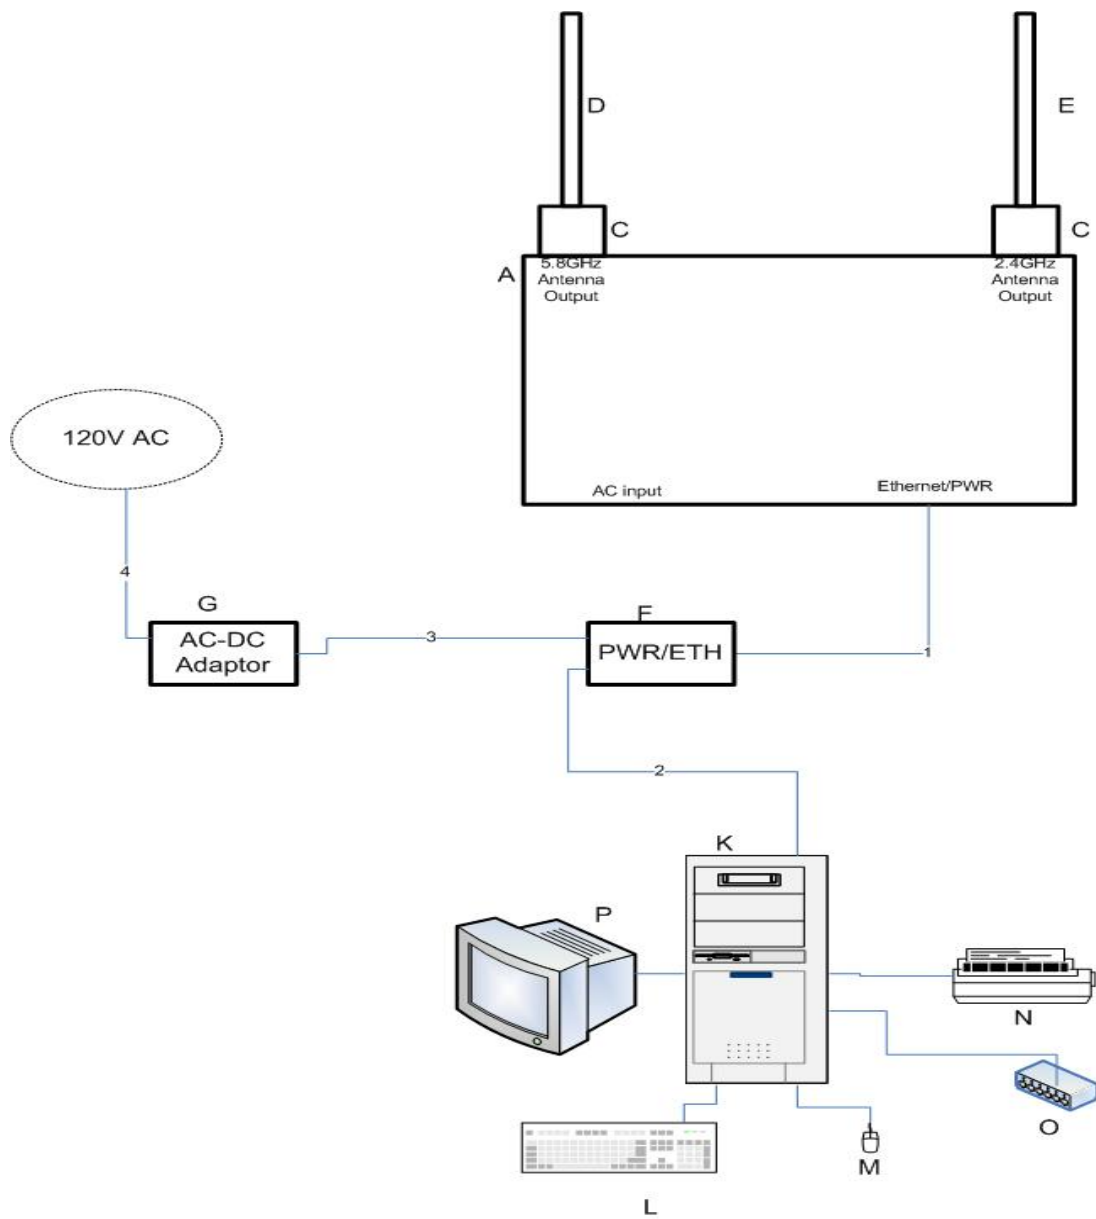 D
E
C
C
A
5.8GHz
Antenna
Output
2.4GHz
Antenna
Output
120V AC
AC input
Ethernet/PWR
4
G
F
AC-DC
Adaptor
3
PWR/ETH
1
2
K
P
N
O
M
L